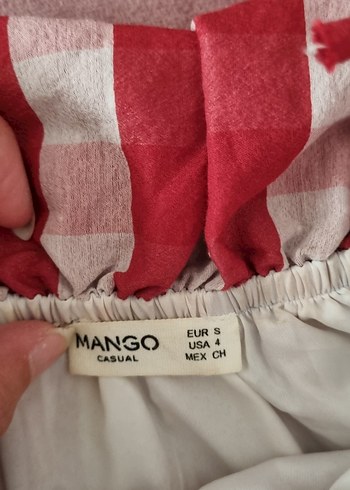 MANGO
CASUAL
EUR S
USA 4
MEX CH